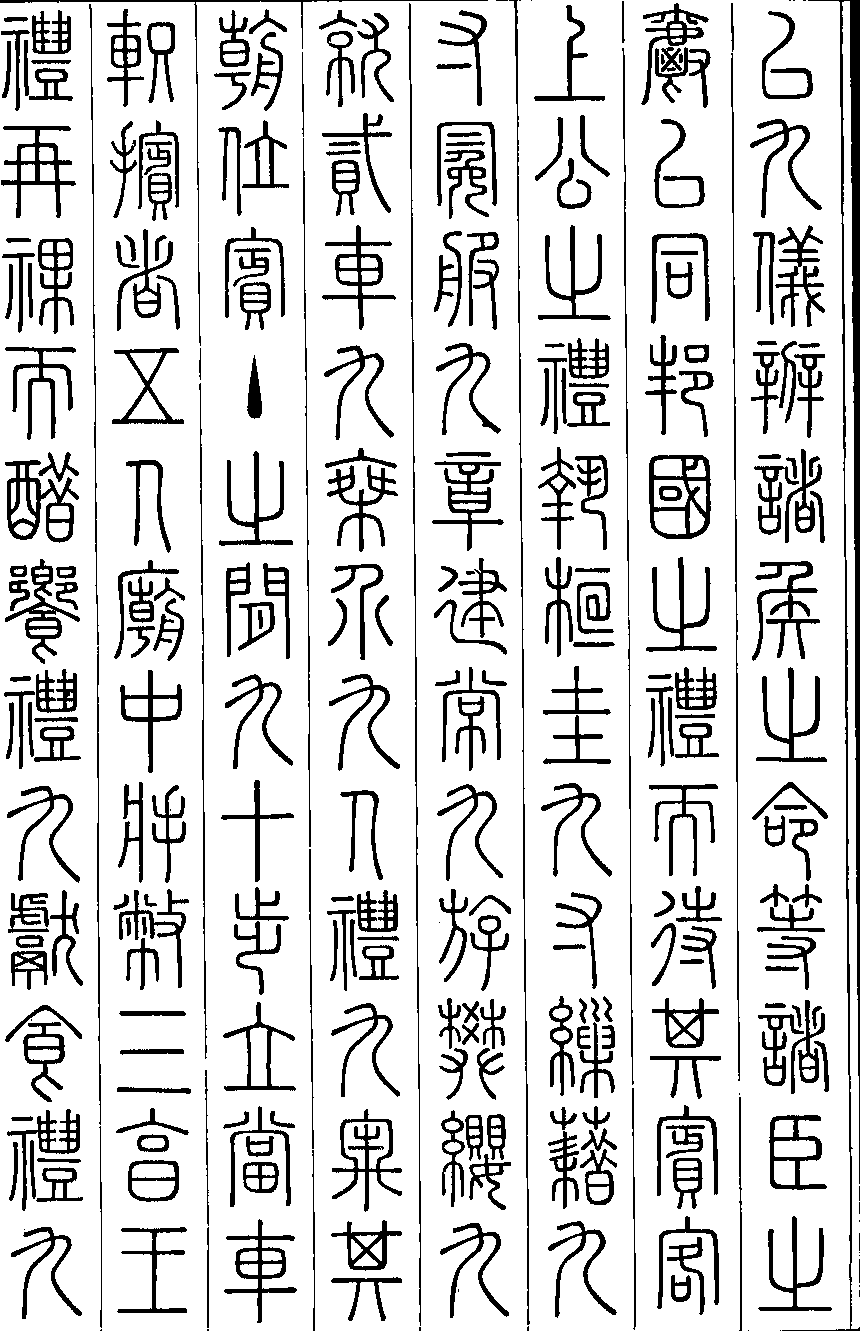 以九儀辨諸侯之命等諸臣之
爵以同邦國之禮而待其賓客
上公之禮執桓圭九寸繅藉九
寸冕服九章建常九斿樊纓九
就貳車九乘介九人禮九牢其
朝位賓主之間九十步立當車
軹擯者五人廟中將幣三享王
禮再祼而醋饗禮九獻食禮九